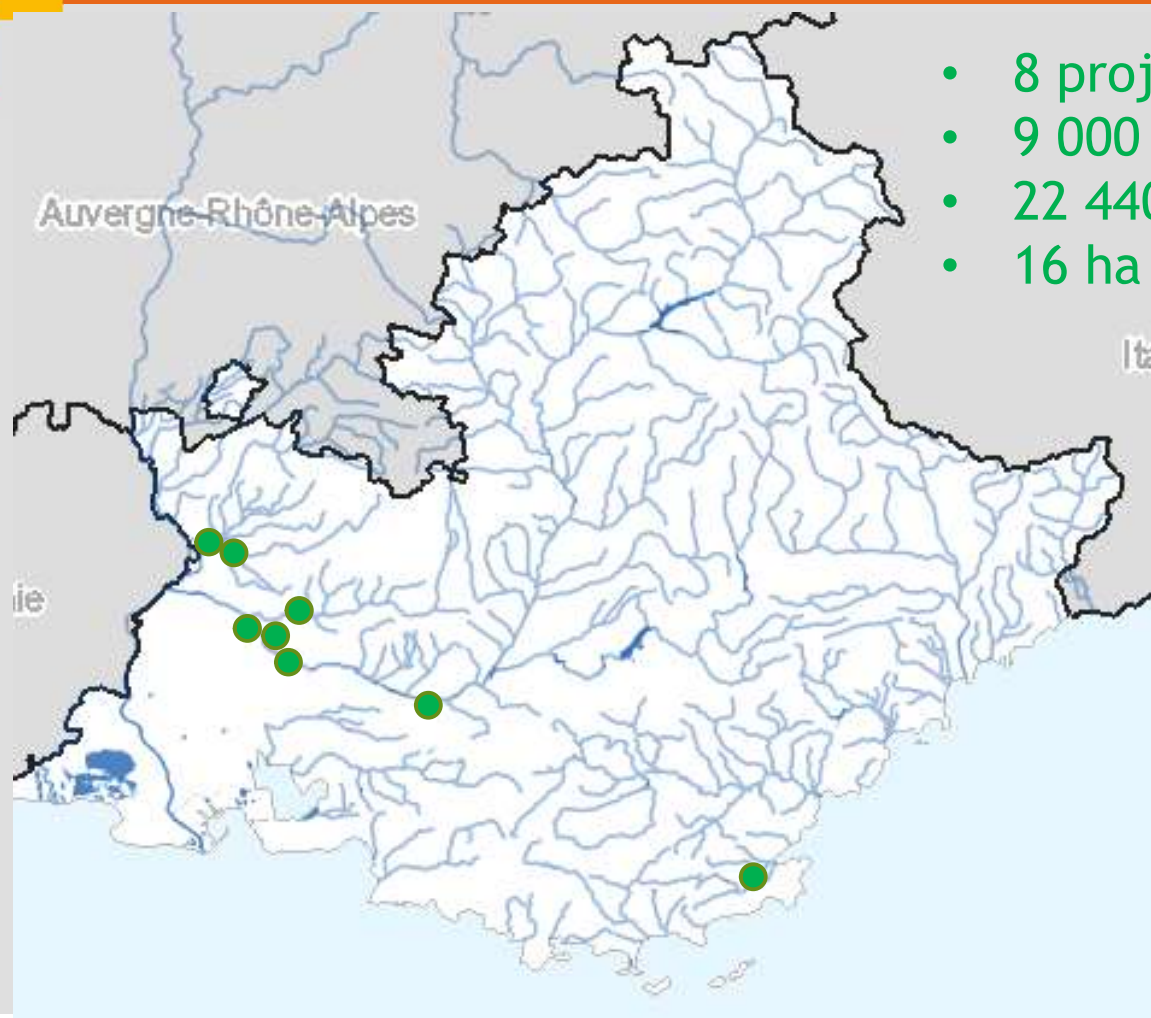 • 8 proj
• 9 000
• 22 440
• 16 ha
Auvergne-Rhône-Alpes
Ita
ie